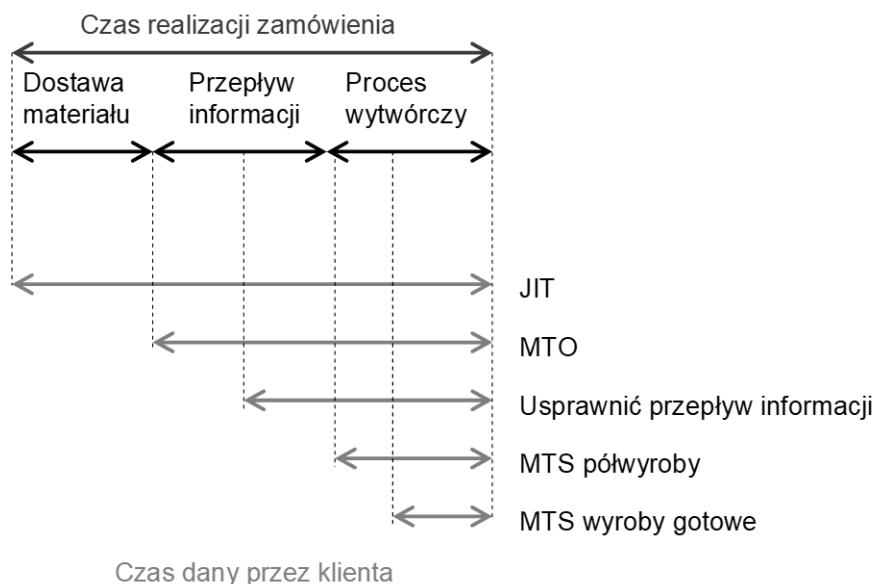 Czas realizacji zamówienia
Dostawa
materiału
Przepływ
informacji
Proces
wytwórczy
JIT
MTO
Usprawnić przepływ informacji
MTS półwyroby
MTS wyroby gotowe
Czas dany przez klienta